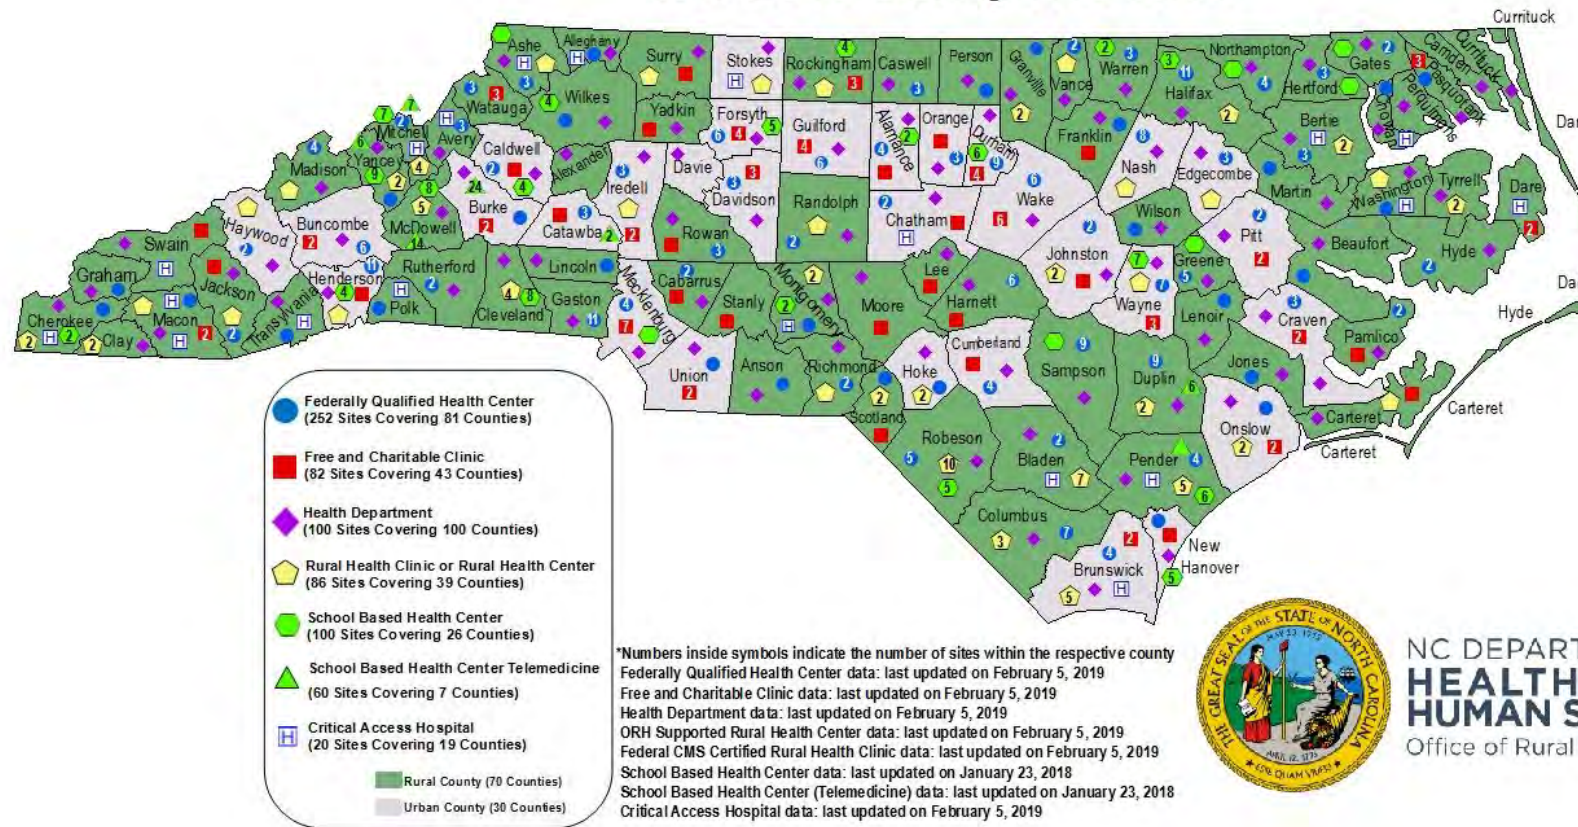 Currituck
Ashe
Alleghany
Surry
Stokes
Rockingham
Caswell
Person
Granville
Vance
Warren
Northampton
Gates
Camden
Currituck
Pasquotank
Perquimans
Chowan
Hertford
Halifax
Bertie
Watauga
Wilkes
Yadkin
Forsyth
Guilford
Alamance
Orange
Durham
Franklin
Nash
Edgecombe
Martin
Washington
Tyrrell
Dare
Mitchell
Avery
Caldwell
Alexander
Iredell
Davie
Davidson
Randolph
Chatham
Wake
Wilson
Pitt
Beaufort
Hyde
Madison
Yancey
McDowell
Burke
Catawba
Rowan
Johnston
Greene
Haywood
Buncombe
Swain
Graham
Jackson
Henderson
Rutherford
Lincoln
Cleveland
Gaston
Mecklenburg
Cabarrus
Stanly
Montgomery
Moore
Lee
Harnett
Wayne
Lenoir
Craven
Pamlico
Hyde
Cherokee
Clay
Macon
Transylvania
Polk
Union
Anson
Richmond
Hoke
Cumberland
Sampson
Duplin
Jones
Onslow
Carteret
Carteret
Carteret
Scotland
Robeson
Bladen
Pender
Columbus
Brunswick
New
Hanover
Federally Qualified Health Center
(252 Sites Covering 81 Counties)
Free and Charitable Clinic
(82 Sites Covering 43 Counties)
Health Department
(100 Sites Covering 100 Counties)
Rural Health Clinic or Rural Health Center
(86 Sites Covering 39 Counties)
School Based Health Center
(100 Sites Covering 26 Counties)
School Based Health Center Telemedicine
(60 Sites Covering 7 Counties)
H Critical Access Hospital
(20 Sites Covering 19 Counties)
Rural County (70 Counties)
Urban County (30 Counties)
*Numbers inside symbols indicate the number of sites within the respective county
Federally Qualified Health Center data: last updated on February 5, 2019
Free and Charitable Clinic data: last updated on February 5, 2019
Health Department data: last updated on February 5, 2019
ORH Supported Rural Health Center data: last updated on February 5, 2019
Federal CMS Certified Rural Health Clinic data: last updated on February 5, 2019
School Based Health Center data: last updated on January 23, 2018
School Based Health Center (Telemedicine) data: last updated on January 23, 2018
Critical Access Hospital data: last updated on February 5, 2019
THE GREAT SEAL OF THE STATE OF NORTH CAROLINA
MAY 20, 1775
APRIL 12, 1776
ESSE QUAM VIDERI
NC DEPART
HEALTH
HUMAN S
Office of Rural